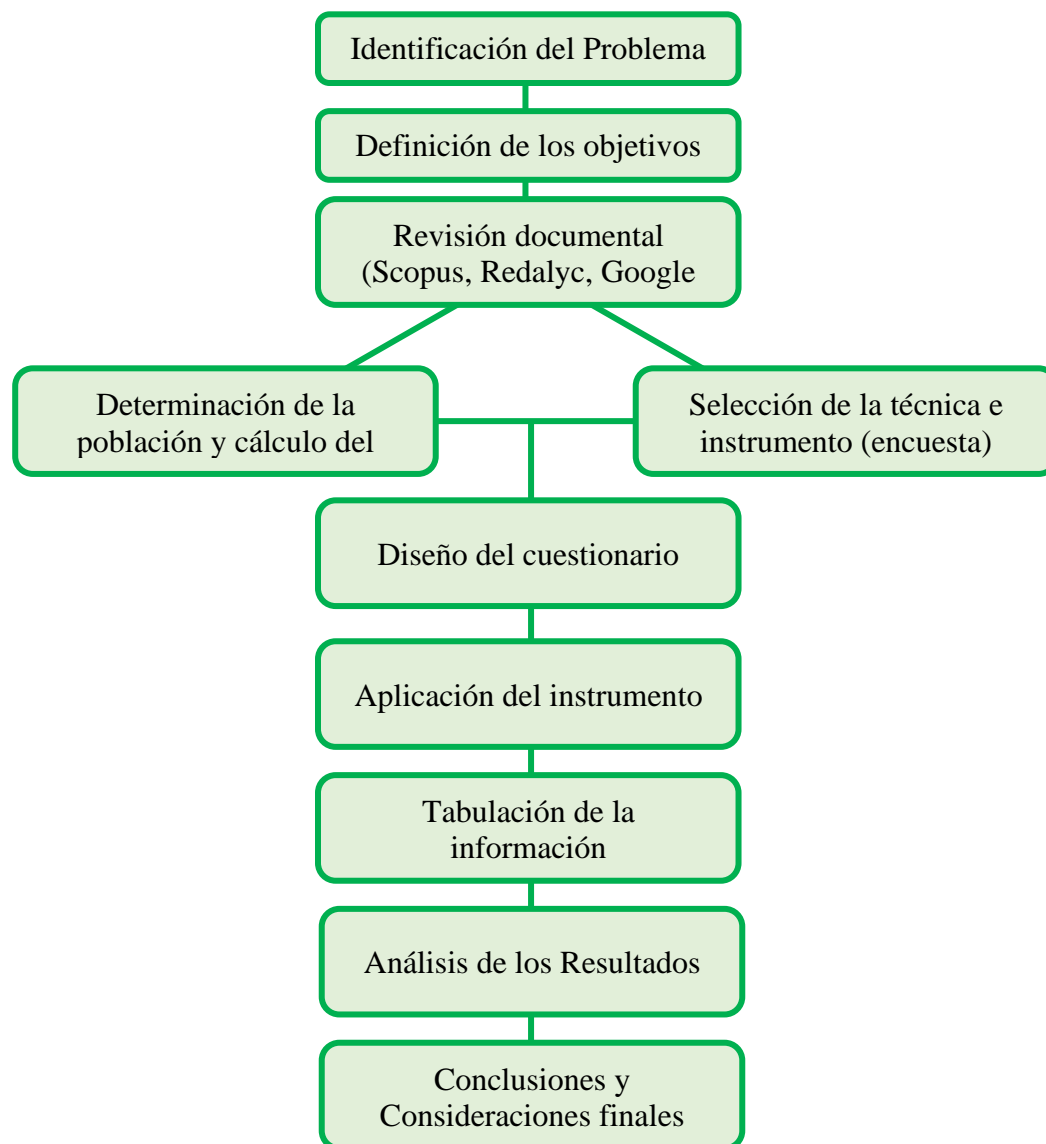 Identificación del Problema
Definición de los objetivos
Revisión documental
(Scopus, Redalyc, Google
Determinación de la
población y cálculo del
Selección de la técnica e
instrumento (encuesta)
Diseño del cuestionario
Aplicación del instrumento
Tabulación de la
información
Análisis de los Resultados
Conclusiones y
Consideraciones finales